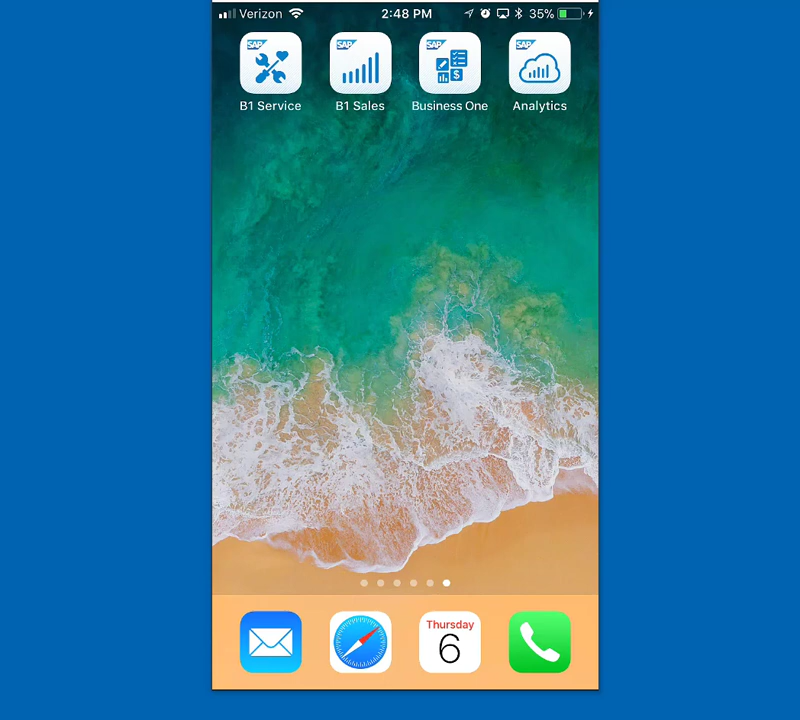 Verizon 2:48 PM 35%
SAP SAP SAP SAP
B1 Service B1 Sales Business One Analytics
Thursday
6